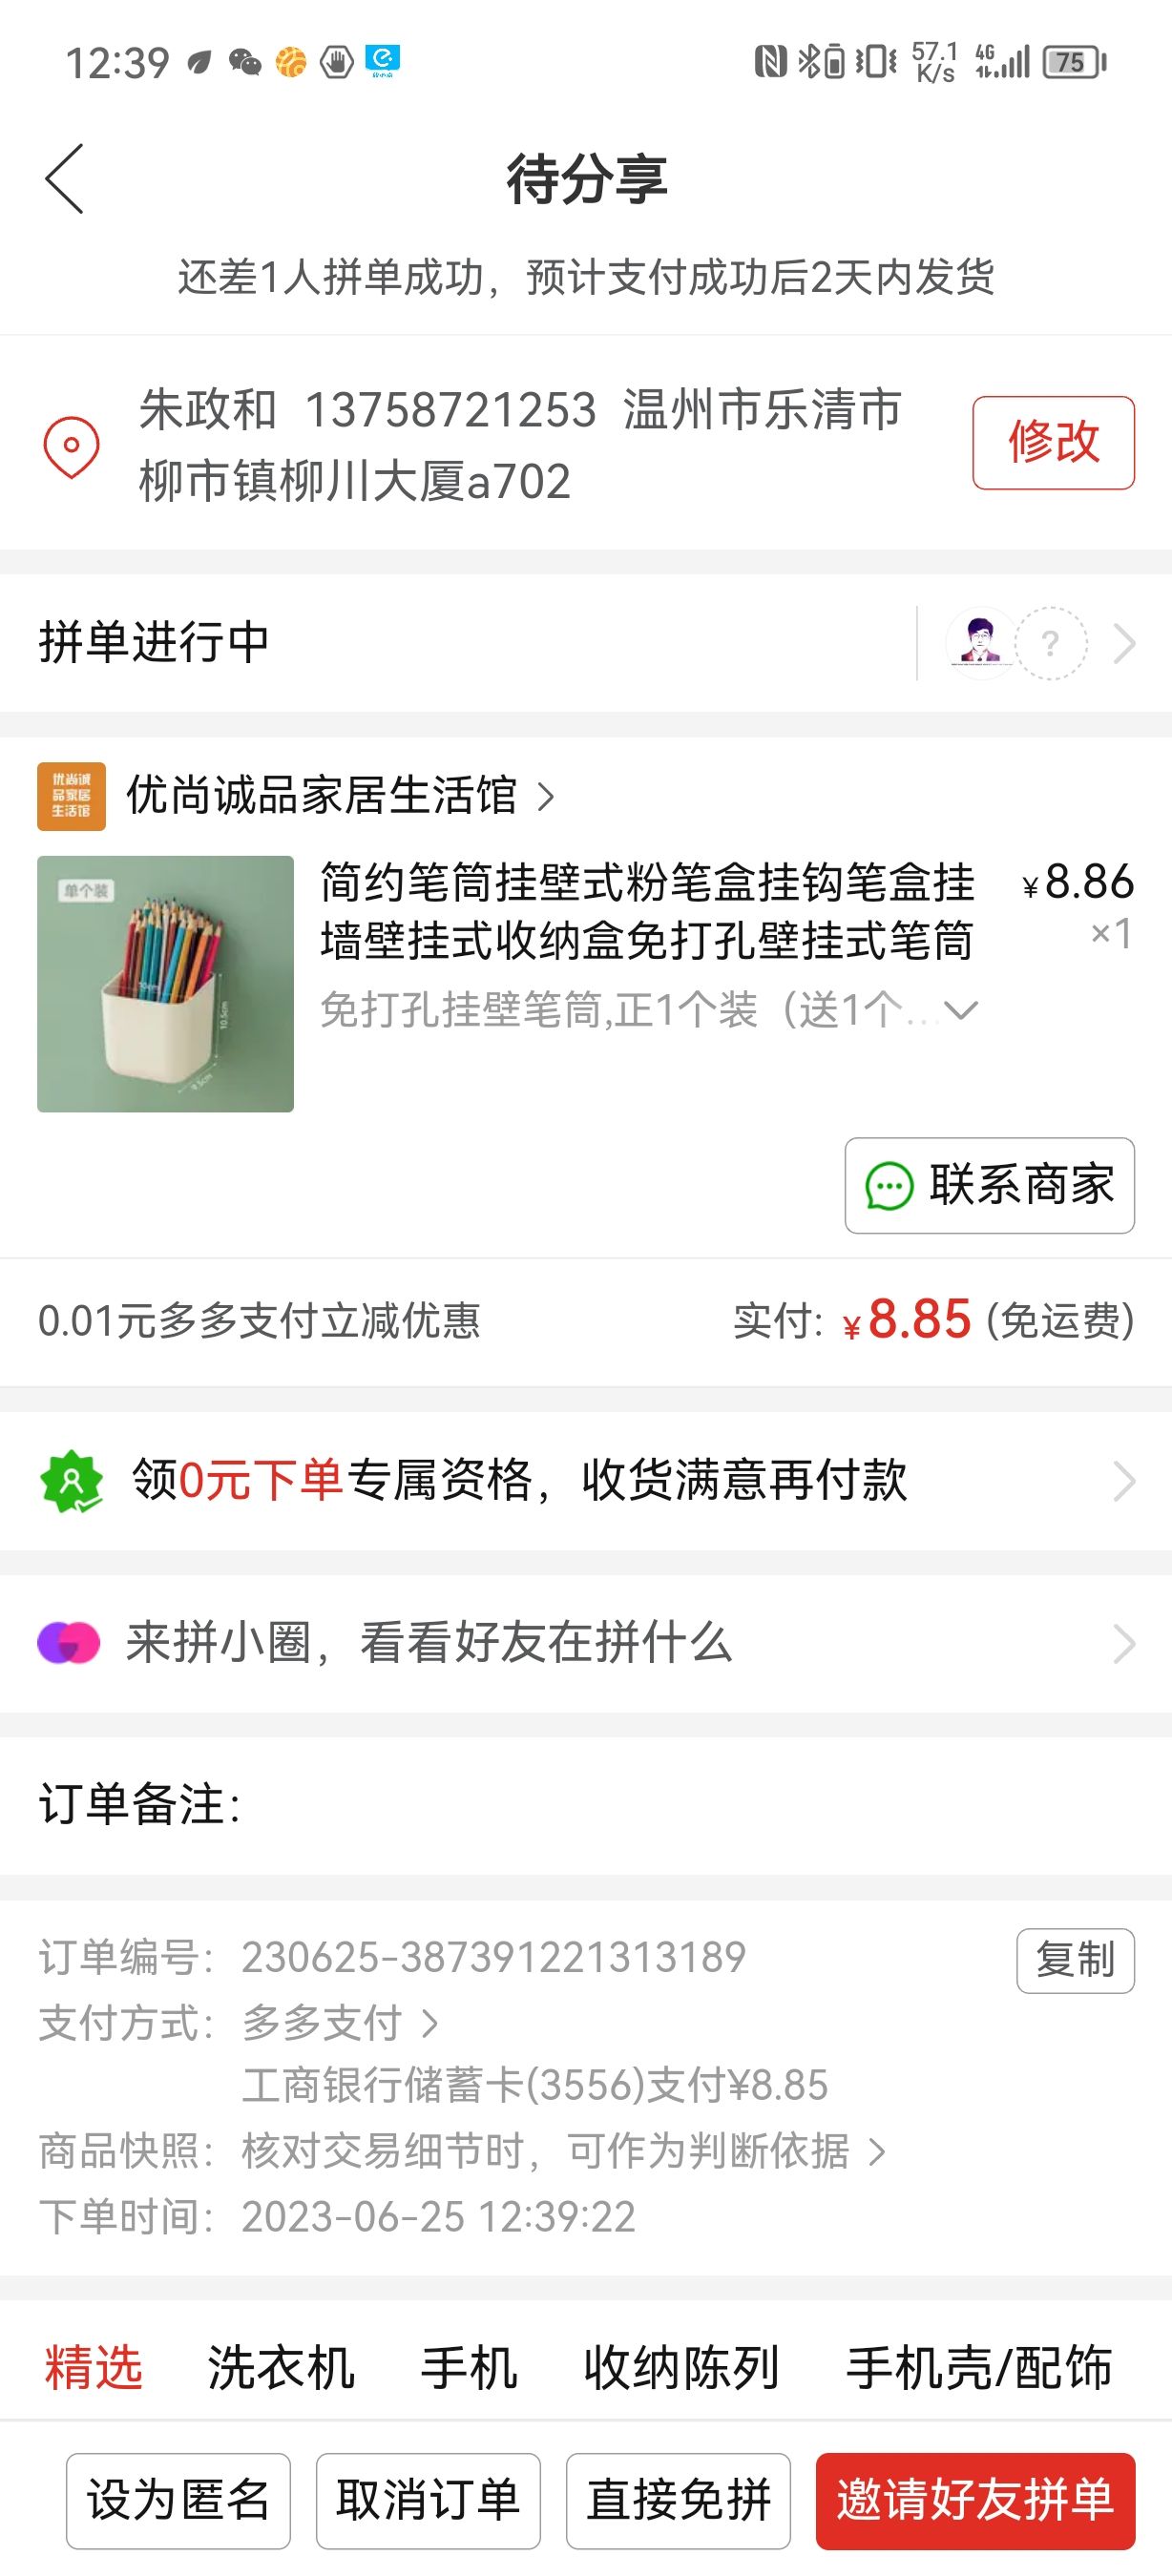 12:39
57.1
K/s
4G
75
待分享
还差1人拼单成功，预计支付成功后2天内发货
朱政和 13758721253 温州市乐清市
柳市镇柳川大厦a702
修改
拼单进行中
?
优尚诚
品家居
生活馆
优尚诚品家居生活馆
单个装
10.5cm
简约笔筒挂壁式粉笔盒挂钩笔盒挂
墙壁挂式收纳盒免打孔壁挂式笔筒
¥8.86
×1
免打孔挂壁笔筒,正1个装（送1个...
联系商家
0.01元多多支付立减优惠
实付: ¥8.85 (免运费)
领0元下单专属资格，收货满意再付款
来拼小圈，看看好友在拼什么
订单备注：
订单编号：230625-387391221313189
复制
支付方式：多多支付
工商银行储蓄卡(3556)支付¥8.85
商品快照：核对交易细节时，可作为判断依据
下单时间：2023-06-25 12:39:22
精选 洗衣机 手机 收纳陈列 手机壳/配饰
设为匿名 取消订单 直接免拼 邀请好友拼单